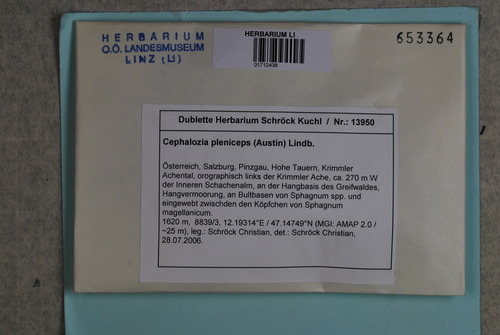 HERBARIUM
O.Ö. LANDESMUSEUM
LINZ (LI)
HERBARIUM LI
01712438
653364
Dublette Herbarium Schröck Kuchl / Nr.: 13950
Cephalozia pleniceps (Austin) Lindb.
Österreich, Salzburg, Pinzgau, Hohe Tauern, Krimmler
Achental, orographisch links der Krimmler Ache, ca. 270 m W
der Inneren Schachenalm, an der Hangbasis des Greifwaldes,
Hangvermoorung, an Bultbasen von Sphagnum spp. und
eingewebt zwischden den Köpfchen von Sphagnum
magellanicum.
1620 m, 8839/3, 12.19314°E / 47.14749°N (MGI: AMAP 2.0 /
~25 m), leg.: Schröck Christian, det.: Schröck Christian,
28.07.2006.